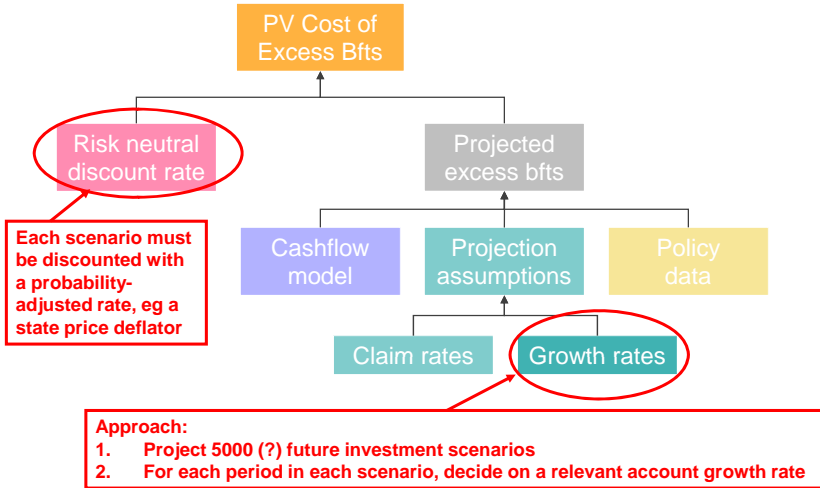 PV Cost of
Excess Bfts
Risk neutral
discount rate
Projected
excess bfts
Each scenario must
be discounted with
a probability-
adjusted rate, eg a
state price deflator
Cashflow
model
Projection
assumptions
Policy
data
Claim rates
Growth rates
Approach:
1. Project 5000 (?) future investment scenarios
2. For each period in each scenario, decide on a relevant account growth rate